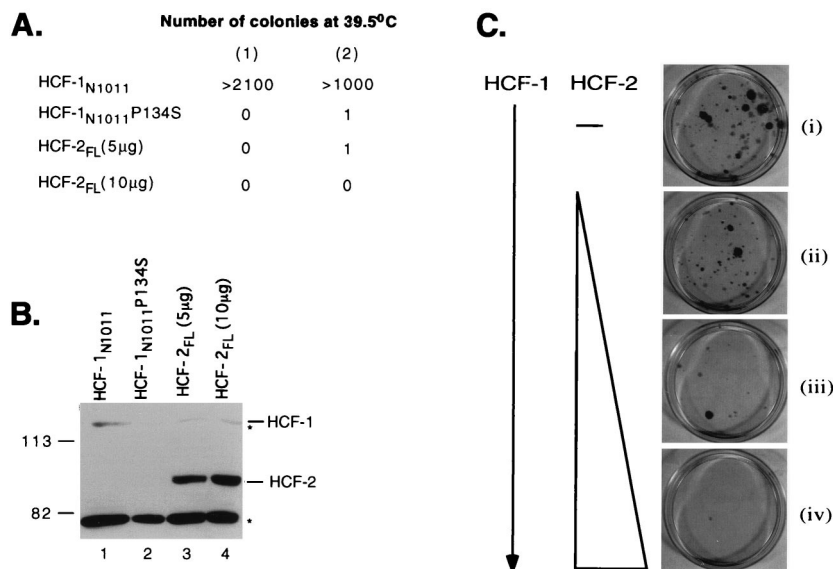 A.
Number of colonies at 39.5⁰C
(1) (2)
HCF-1N1011 >2100 >1000
HCF-1N1011P134S 0 1
HCF-2FL(5µg) 0 1
HCF-2FL(10µg) 0 0
B.
HCF-1N1011
HCF-1N1011P134S
HCF-2FL (5µg)
HCF-2FL (10µg)
113
82
HCF-1
*
HCF-2
*
1 2 3 4
C.
HCF-1 HCF-2
–
(i)
(ii)
(iii)
(iv)